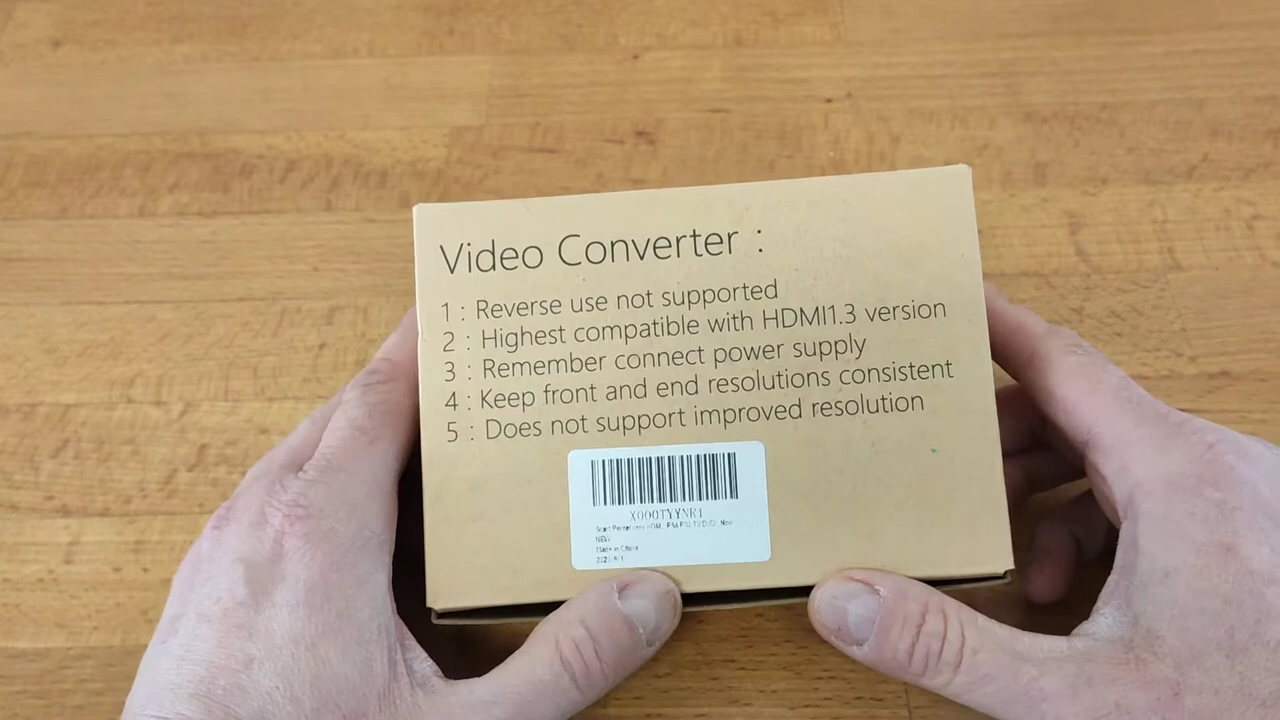 Video Converter :
1 : Reverse use not supported
2 : Highest compatible with HDMI1.3 version
3 : Remember connect power supply
4 : Keep front and end resolutions consistent
5 : Does not support improved resolution
X000TYYNR1
NEW
Made in China